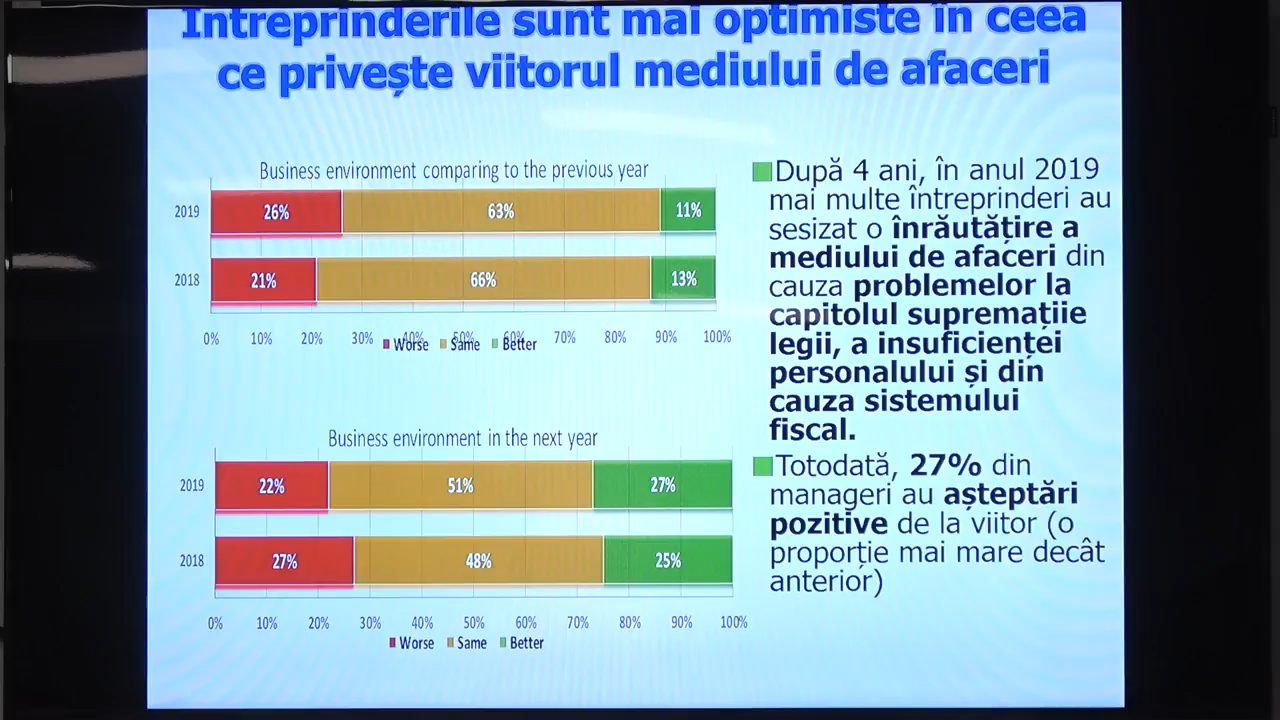 Întreprinderile sunt mai optimiste în ceea
ce privește viitorul mediului de afaceri
Business environment comparing to the previous year
2019 26% 63% 11%
2018 21% 66% 13%
0% 10% 20% 30% 40% 50% 60% 70% 80% 90% 100%
Worse Same Better
Business environment in the next year
2019 22% 51% 27%
2018 27% 48% 25%
0% 10% 20% 30% 40% 50% 60% 70% 80% 90% 100%
Worse Same Better
După 4 ani, în anul 2019
mai multe întreprinderi au
sesizat o înrăutățire a
mediului de afaceri din
cauza problemelor la
capitolul supremațiie
legii, a insuficienței
personalului și din
cauza sistemului
fiscal.
Totodată, 27% din
manageri au așteptări
pozitive de la viitor (o
proporție mai mare decât
anterior)